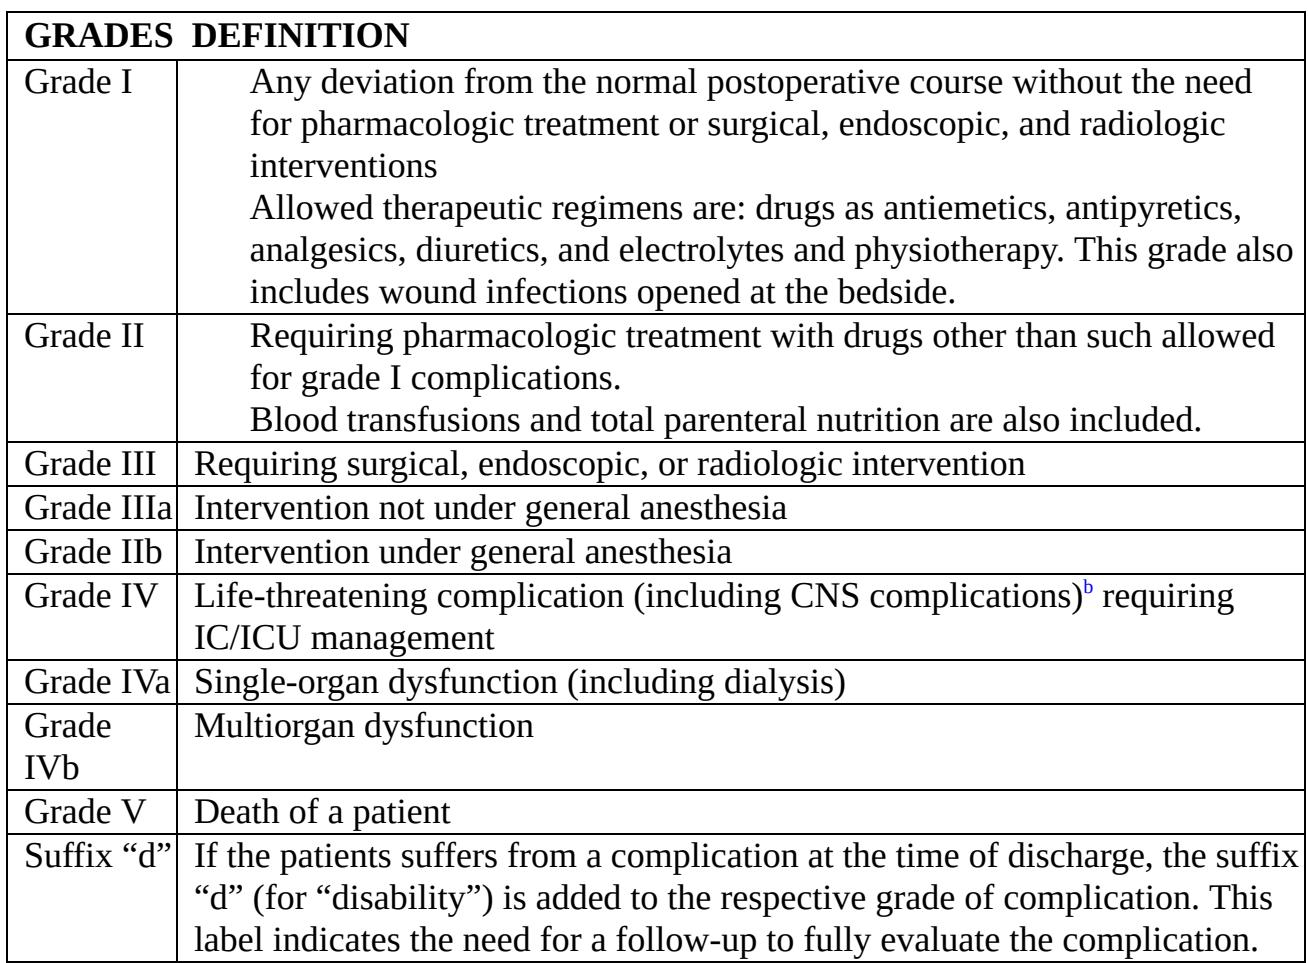 GRADES DEFINITION
Grade I Any deviation from the normal postoperative course without the need
for pharmacologic treatment or surgical, endoscopic, and radiologic
interventions
Allowed therapeutic regimens are: drugs as antiemetics, antipyretics,
analgesics, diuretics, and electrolytes and physiotherapy. This grade also
includes wound infections opened at the bedside.
Grade II Requiring pharmacologic treatment with drugs other than such allowed
for grade I complications.
Blood transfusions and total parenteral nutrition are also included.
Grade III Requiring surgical, endoscopic, or radiologic intervention
Grade IIIa Intervention not under general anesthesia
Grade IIb Intervention under general anesthesia
Grade IV Life-threatening complication (including CNS complications)b requiring
IC/ICU management
Grade IVa Single-organ dysfunction (including dialysis)
Grade Multiorgan dysfunction
IVb
Grade V Death of a patient
Suffix “d” If the patients suffers from a complication at the time of discharge, the suffix
“d” (for “disability”) is added to the respective grade of complication. This
label indicates the need for a follow-up to fully evaluate the complication.